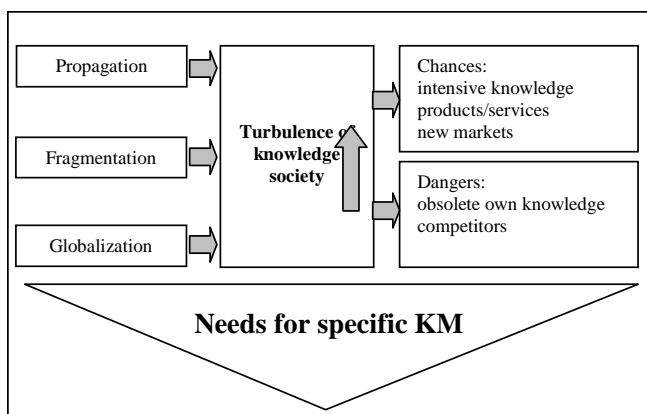 Propagation
Fragmentation
Globalization
Turbulence of
knowledge
society
Chances:
intensive knowledge
products/services
new markets
Dangers:
obsolete own knowledge
competitors
Needs for specific KM